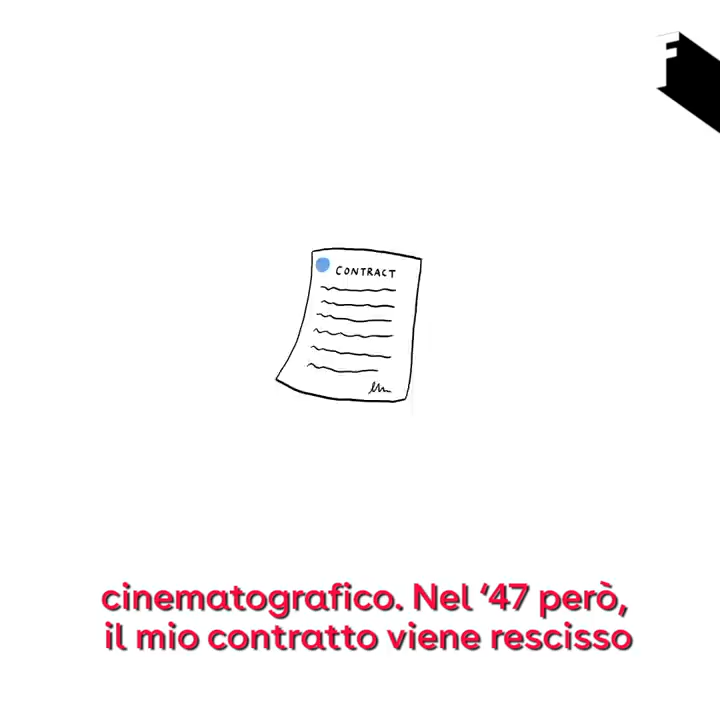 F
CONTRACT
cinematografico. Nel ‘47 però,
il mio contratto viene rescisso